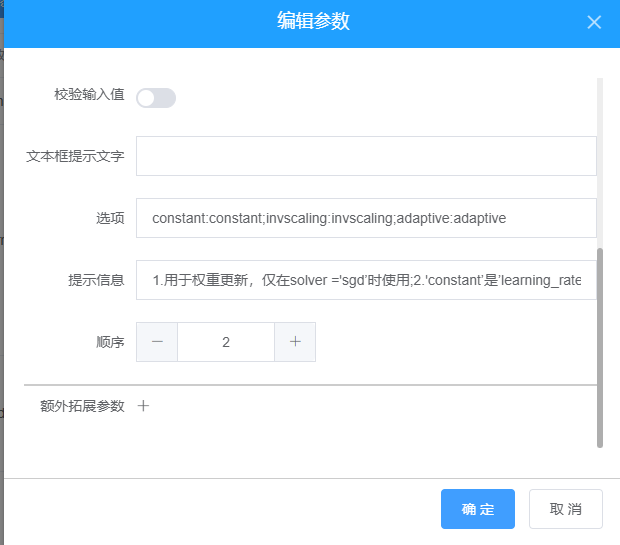 编辑参数
校验输入值
文本框提示文字
选项 constant:constant;invscaling:invscaling;adaptive:adaptive
提示信息 1.用于权重更新，仅在solver ='sgd'时使用;2.'constant'是'learning_rate
顺序 2
额外拓展参数
确 定 取 消